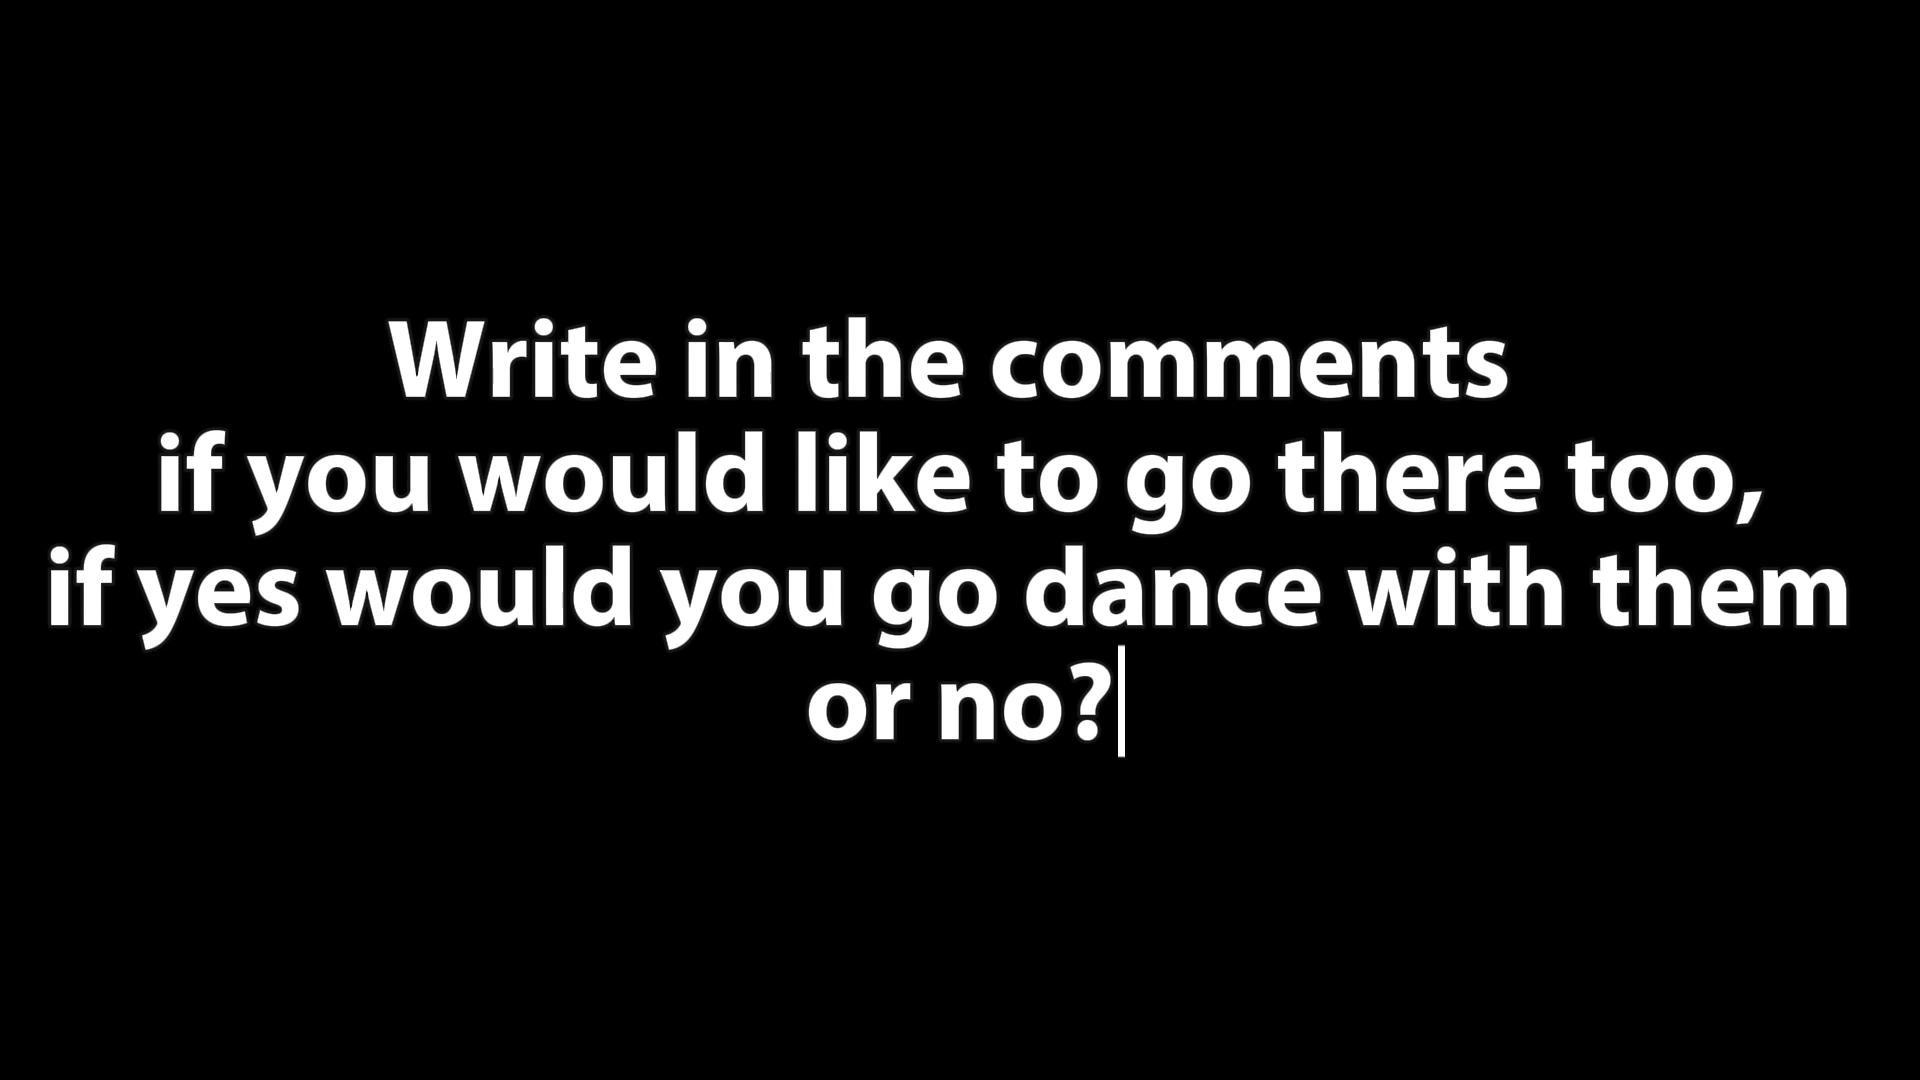 Write in the comments
if you would like to go there too,
if yes would you go dance with them
or no?